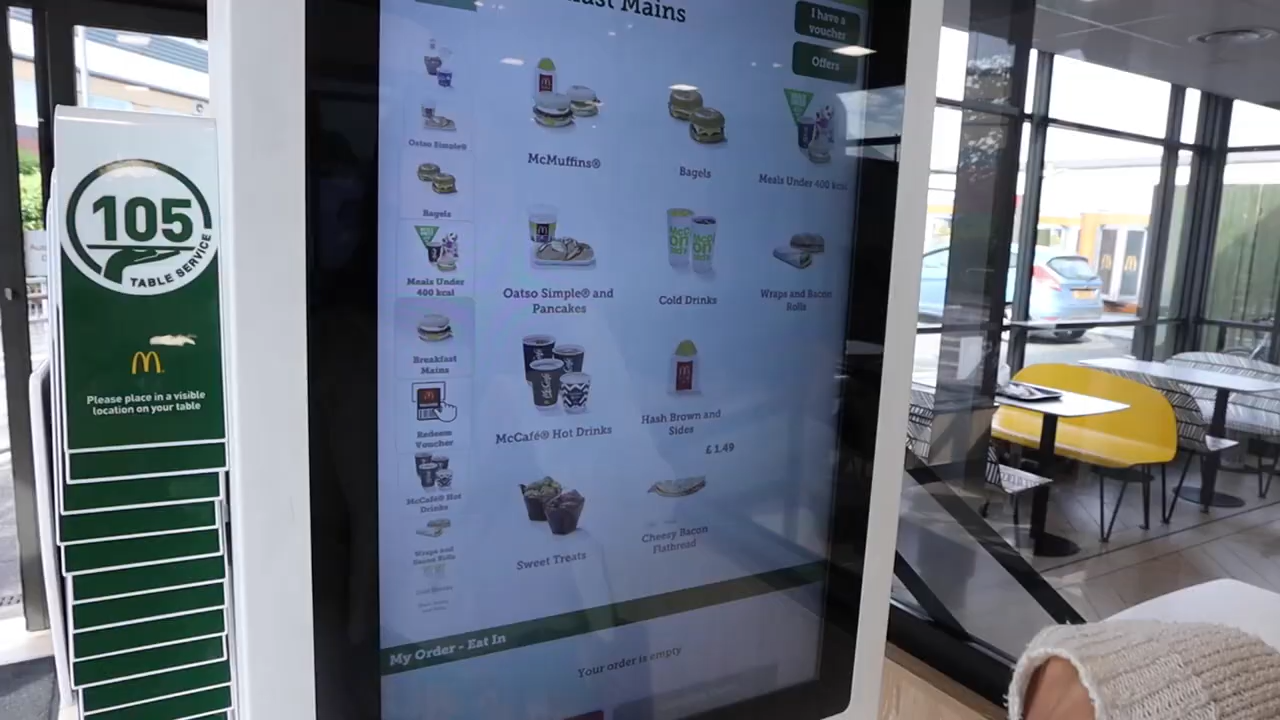 105
TABLE SERVICE
Please place in a visible
location on your table
Mains
I have a
voucher
Offers
Oatso Simple®
Bagels
Meals Under
400 kcal
Breakfast
Mains
Redeem
Voucher
McCafé® Hot
Drinks
Wraps and
Bacon Rolls
McMuffins®
Bagels
Meals Under 400 kcal
Oatso Simple® and
Pancakes
Cold Drinks
Wraps and Bacon
Rolls
McCafé® Hot Drinks
Hash Brown and
Sides
£ 1.49
Sweet Treats
Cheesy Bacon
Flatbread
My Order - Eat In
Your order is empty